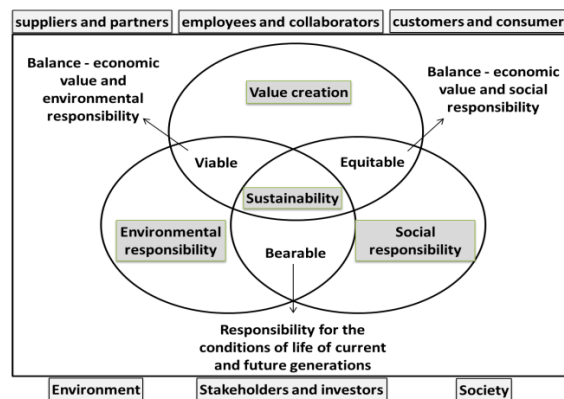 suppliers and partners
employees and collaborators
customers and consumer
Balance - economic
value and
environmental
responsibility
Value creation
Balance - economic
value and social
responsibility
Viable
Equitable
Sustainability
Environmental
responsibility
Social
responsibility
Bearable
Responsibility for the
conditions of life of current
and future generations
Environment
Stakeholders and investors
Society